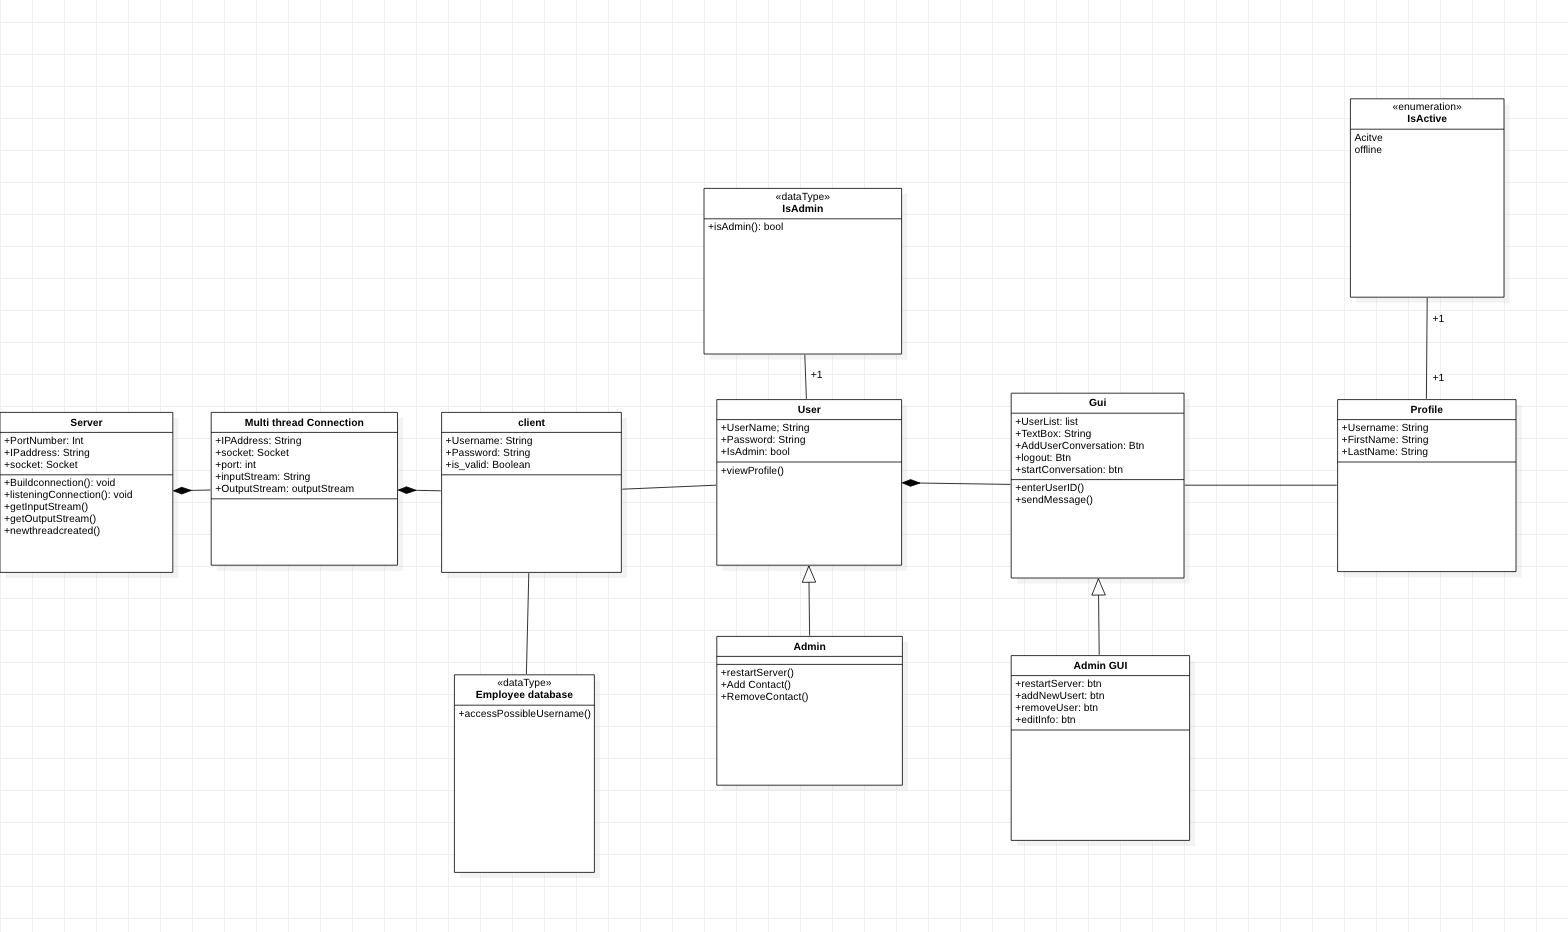 «enumeration»
IsActive
Acitve
offline
+1
+1
«dataType»
IsAdmin
+isAdmin(): bool
+1
Server
+PortNumber: Int
+IPaddress: String
+socket: Socket
+Buildconnection(): void
+listeningConnection(): void
+getInputStream()
+getOutputStream()
+newthreadcreated()
Multi thread Connection
+IPAddress: String
+socket: Socket
+port: int
+inputStream: String
+OutputStream: outputStream
client
+Username: String
+Password: String
+is_valid: Boolean
User
+UserName; String
+Password: String
+IsAdmin: bool
+viewProfile()
Gui
+UserList: list
+TextBox: String
+AddUserConversation: Btn
+logout: Btn
+startConversation: btn
+enterUserID()
+sendMessage()
Profile
+Username: String
+FirstName: String
+LastName: String
«dataType»
Employee database
+accessPossibleUsername()
Admin
+restartServer()
+Add Contact()
+RemoveContact()
Admin GUI
+restartServer: btn
+addNewUsert: btn
+removeUser: btn
+editInfo: btn